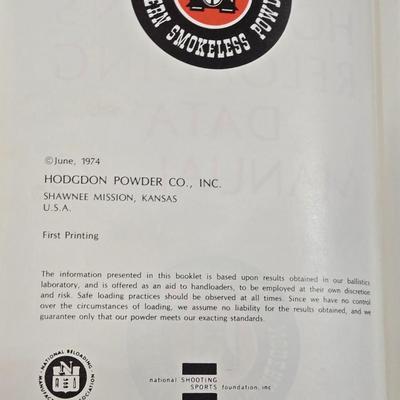 ERN SMOKELESS POWD
© June, 1974
HODGDON POWDER CO., INC.
SHAWNEE MISSION, KANSAS
U.S.A.
First Printing
The information presented in this booklet is based upon results obtained in our ballistics
laboratory, and is offered as an aid to handloaders, to be employed at their own discretion
and risk. Safe loading practices should be observed at all times. Since we have no control
over the circumstances of loading, we assume no liability for the results obtained, and we
guarantee only that our powder meets our exacting standards.
NATIONAL RELOADING
MANUFACTURERS ASSOCIATION
national SHOOTING
SPORTS foundation, inc